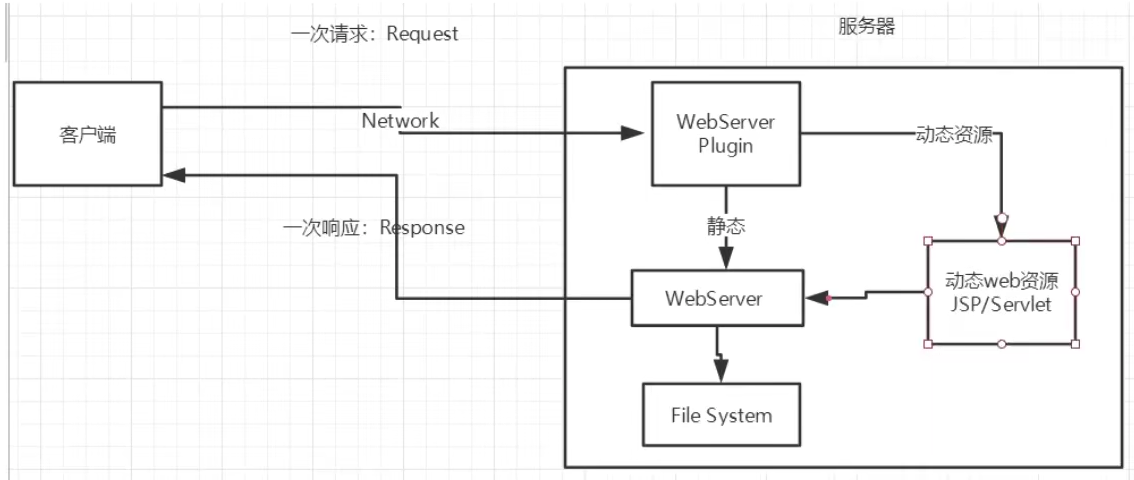 一次请求：Request
服务器
客户端
Network
WebServer
Plugin
动态资源
一次响应：Response
静态
动态web资源
JSP/Servlet
WebServer
File System